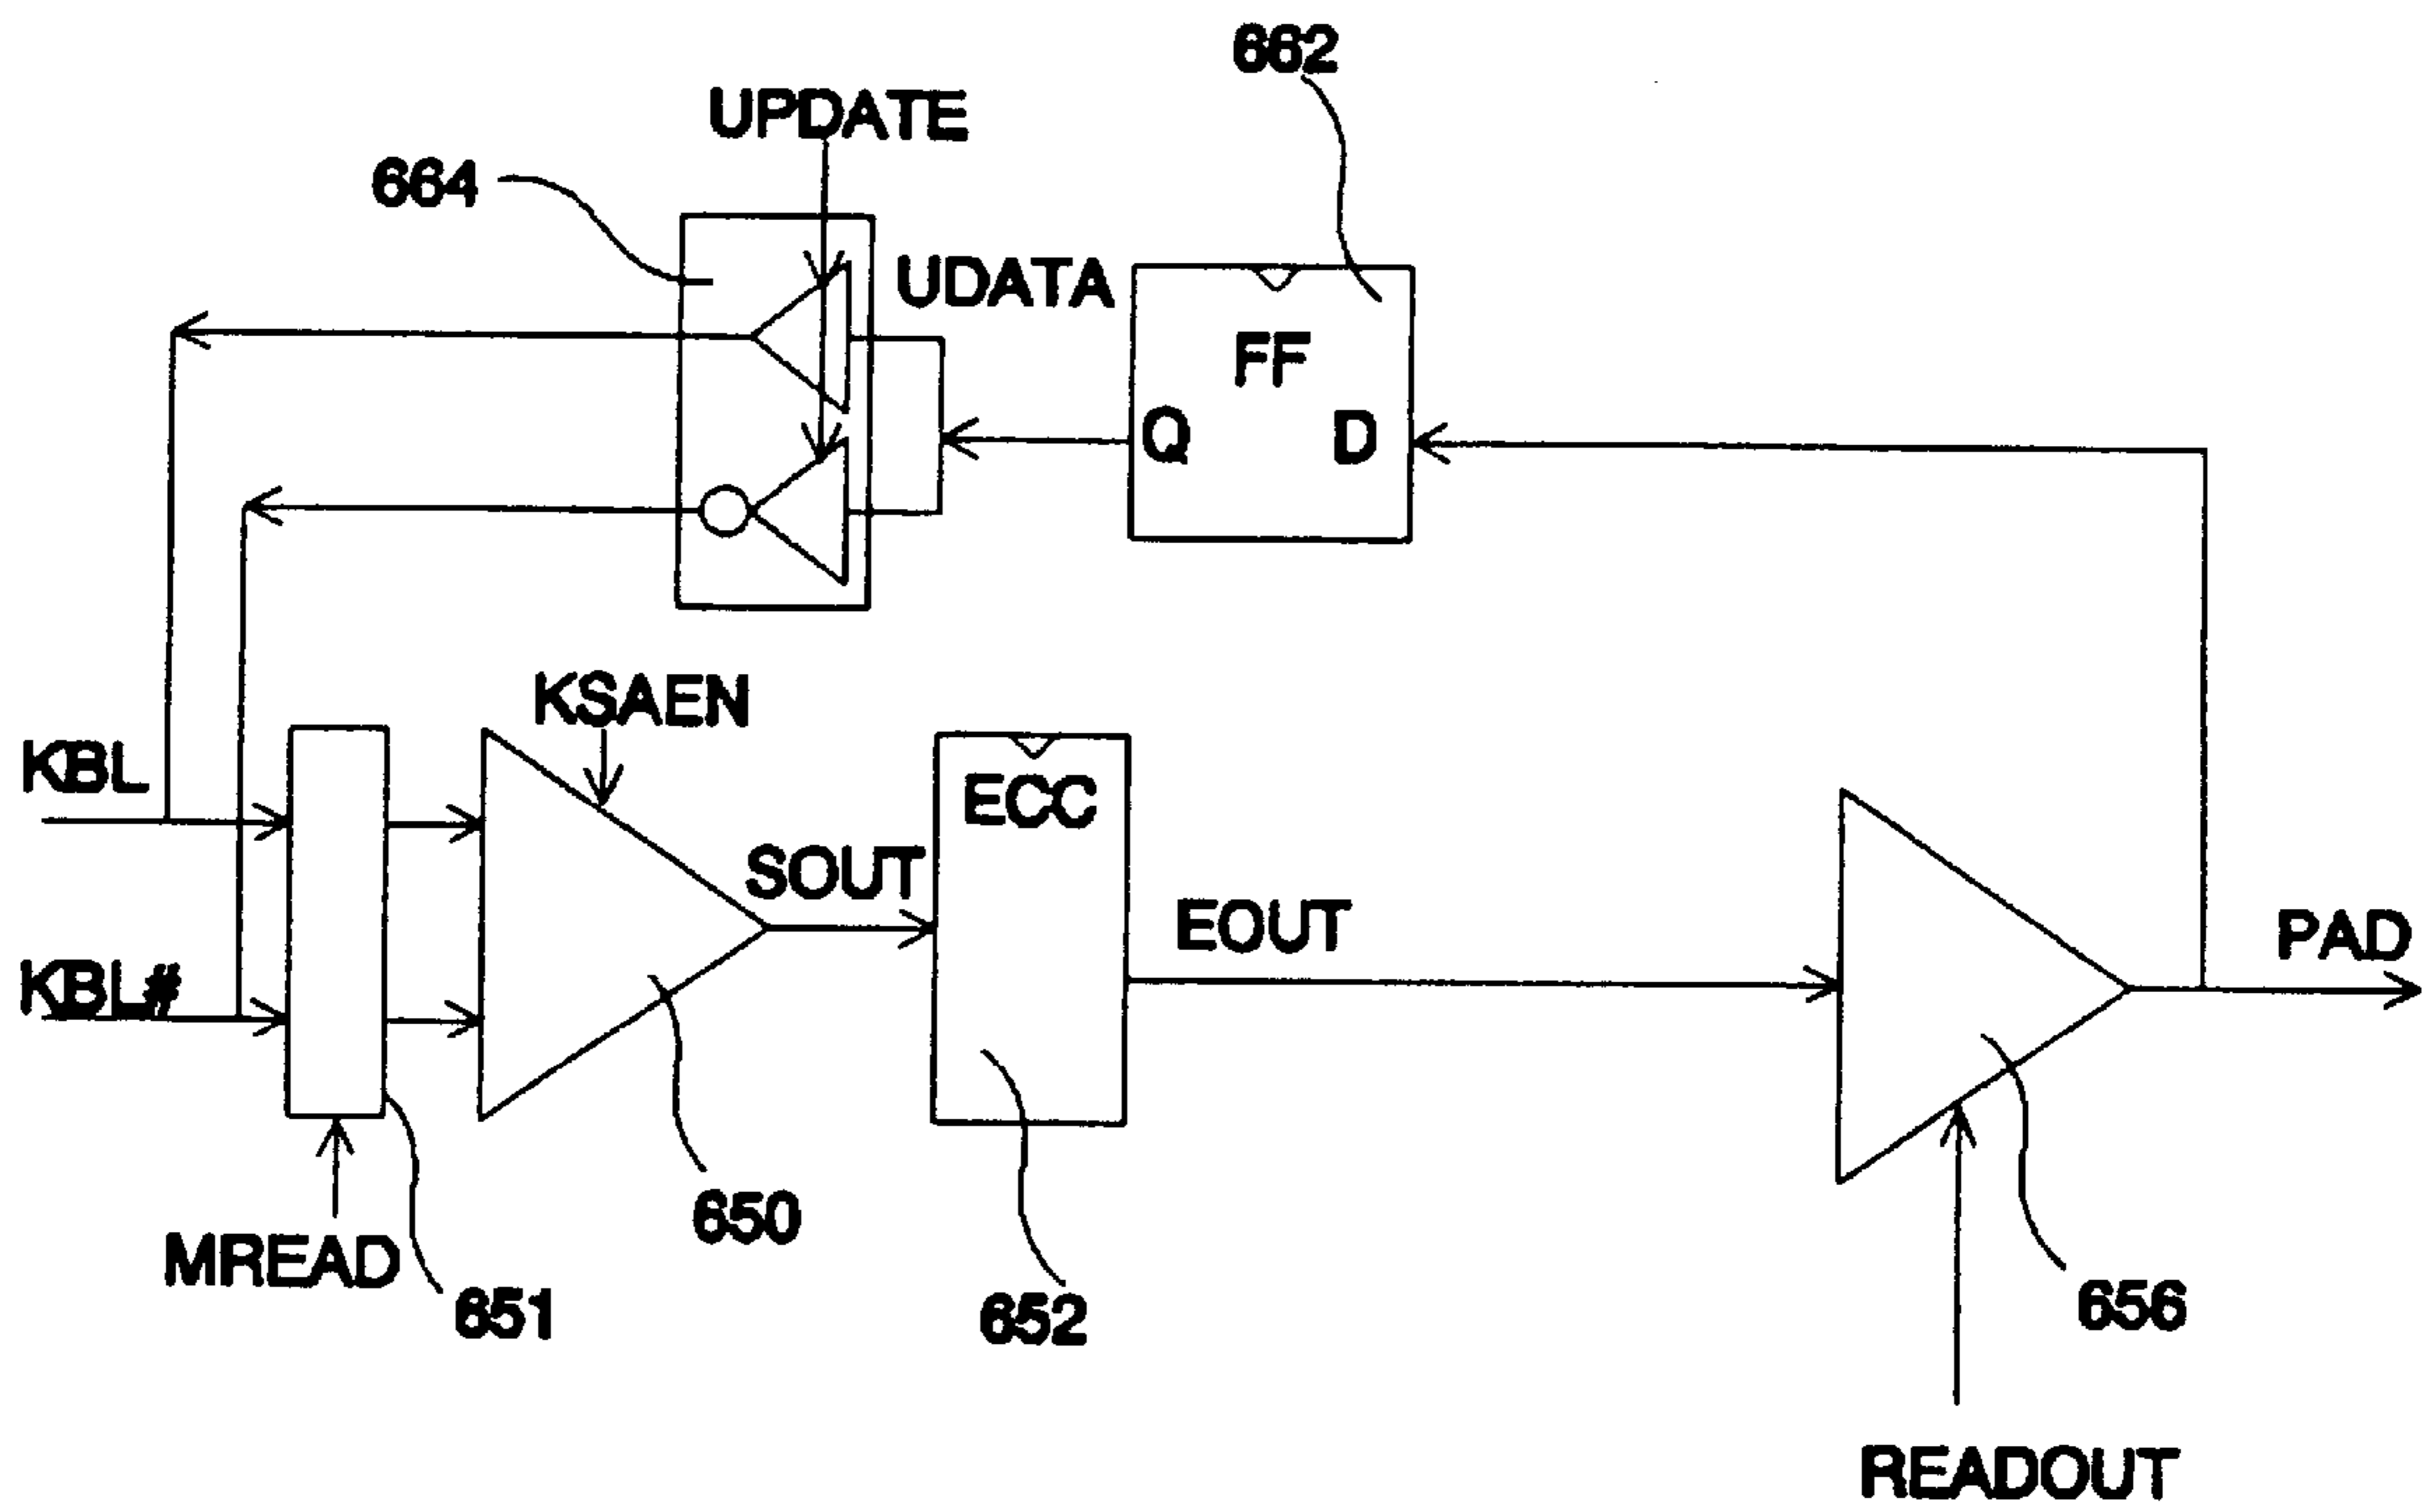 662
UPDATE
664
UDATA
FF
Q
D
KSAEN
KBL
ECC
SOUT
EOUT
PAD
KBL#
650
MREAD
651
652
656
READOUT